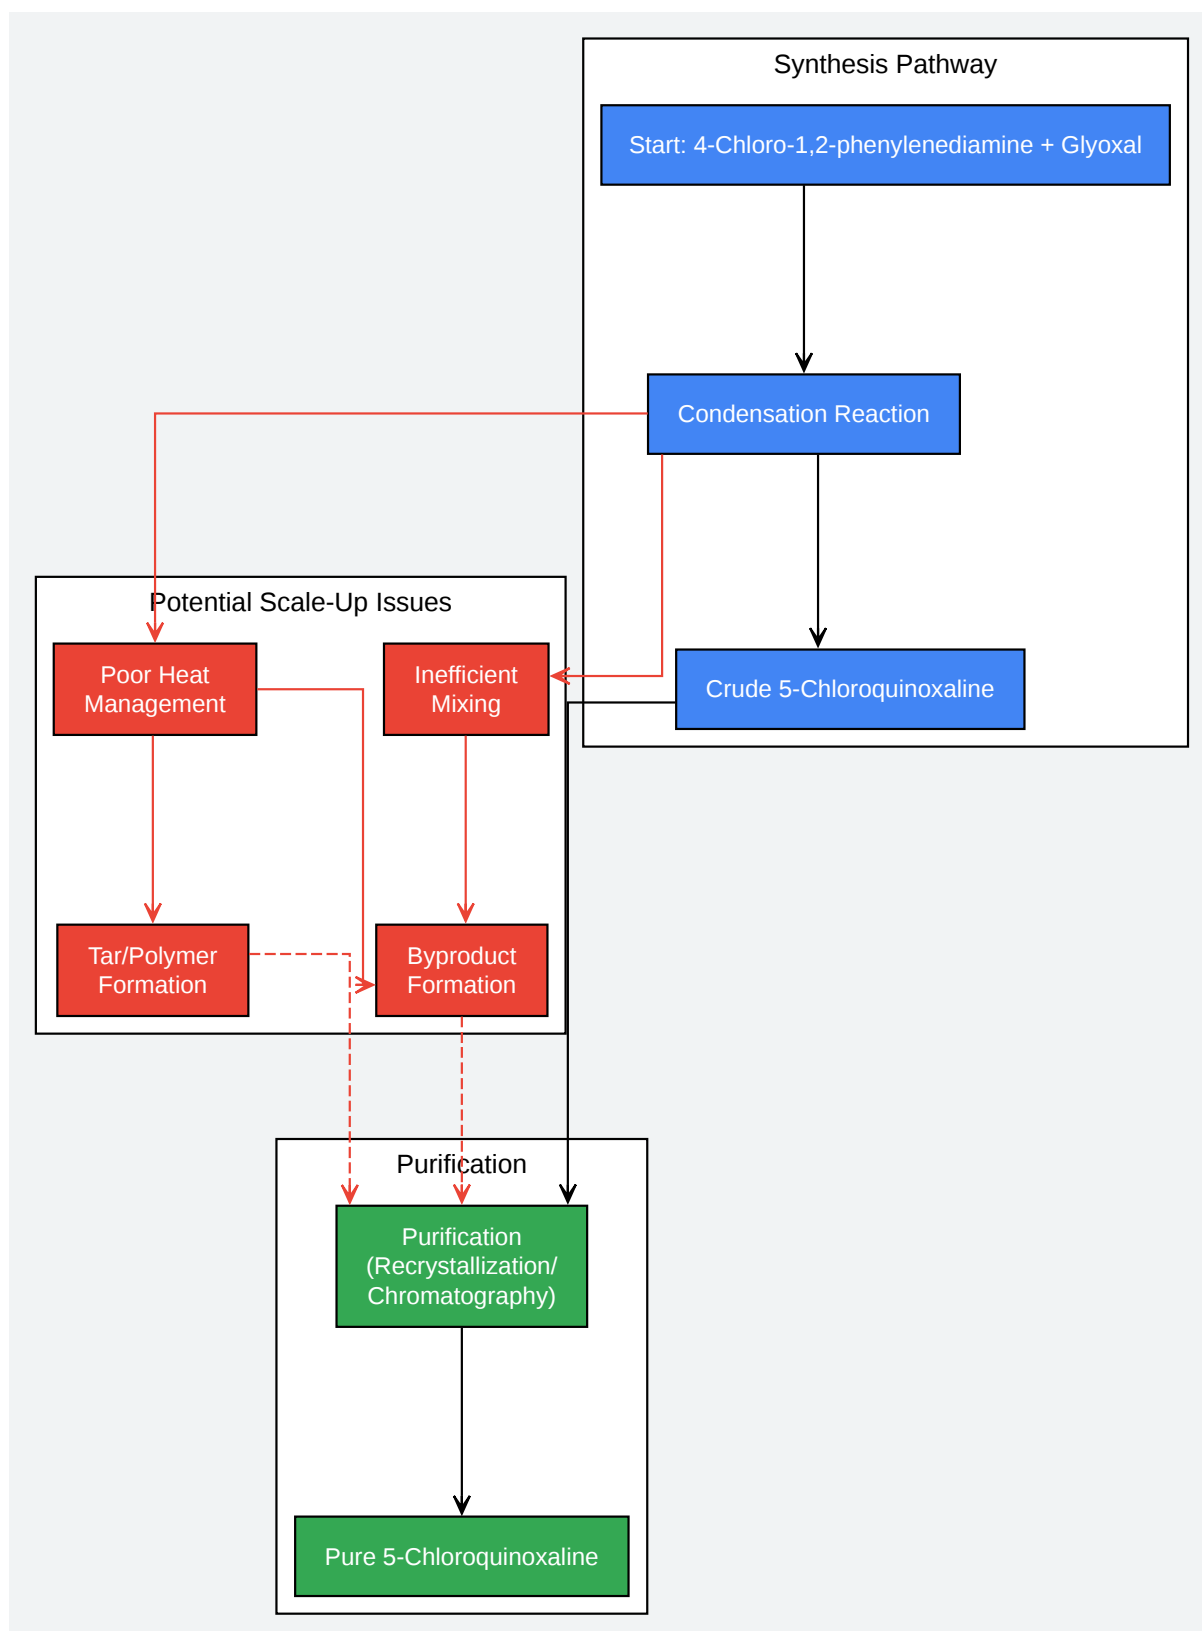 Synthesis Pathway
Start: 4-Chloro-1,2-phenylenediamine + Glyoxal
Condensation Reaction
Crude 5-Chloroquinoxaline
Potential Scale-Up Issues
Poor Heat
Management
Inefficient
Mixing
Tar/Polymer
Formation
Byproduct
Formation
Purification
Purification
(Recrystallization/
Chromatography)
Pure 5-Chloroquinoxaline